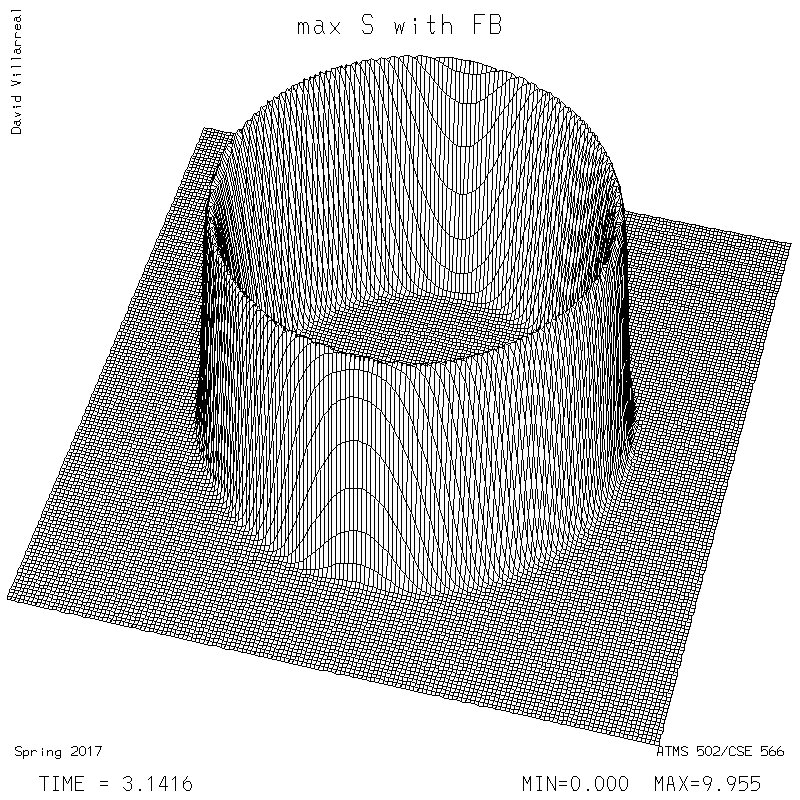 max S with FB
David Villarreal
Spring 2017
ATMS 502/CSE 566
TIME = 3.1416
MIN=0.000 MAX=9.955